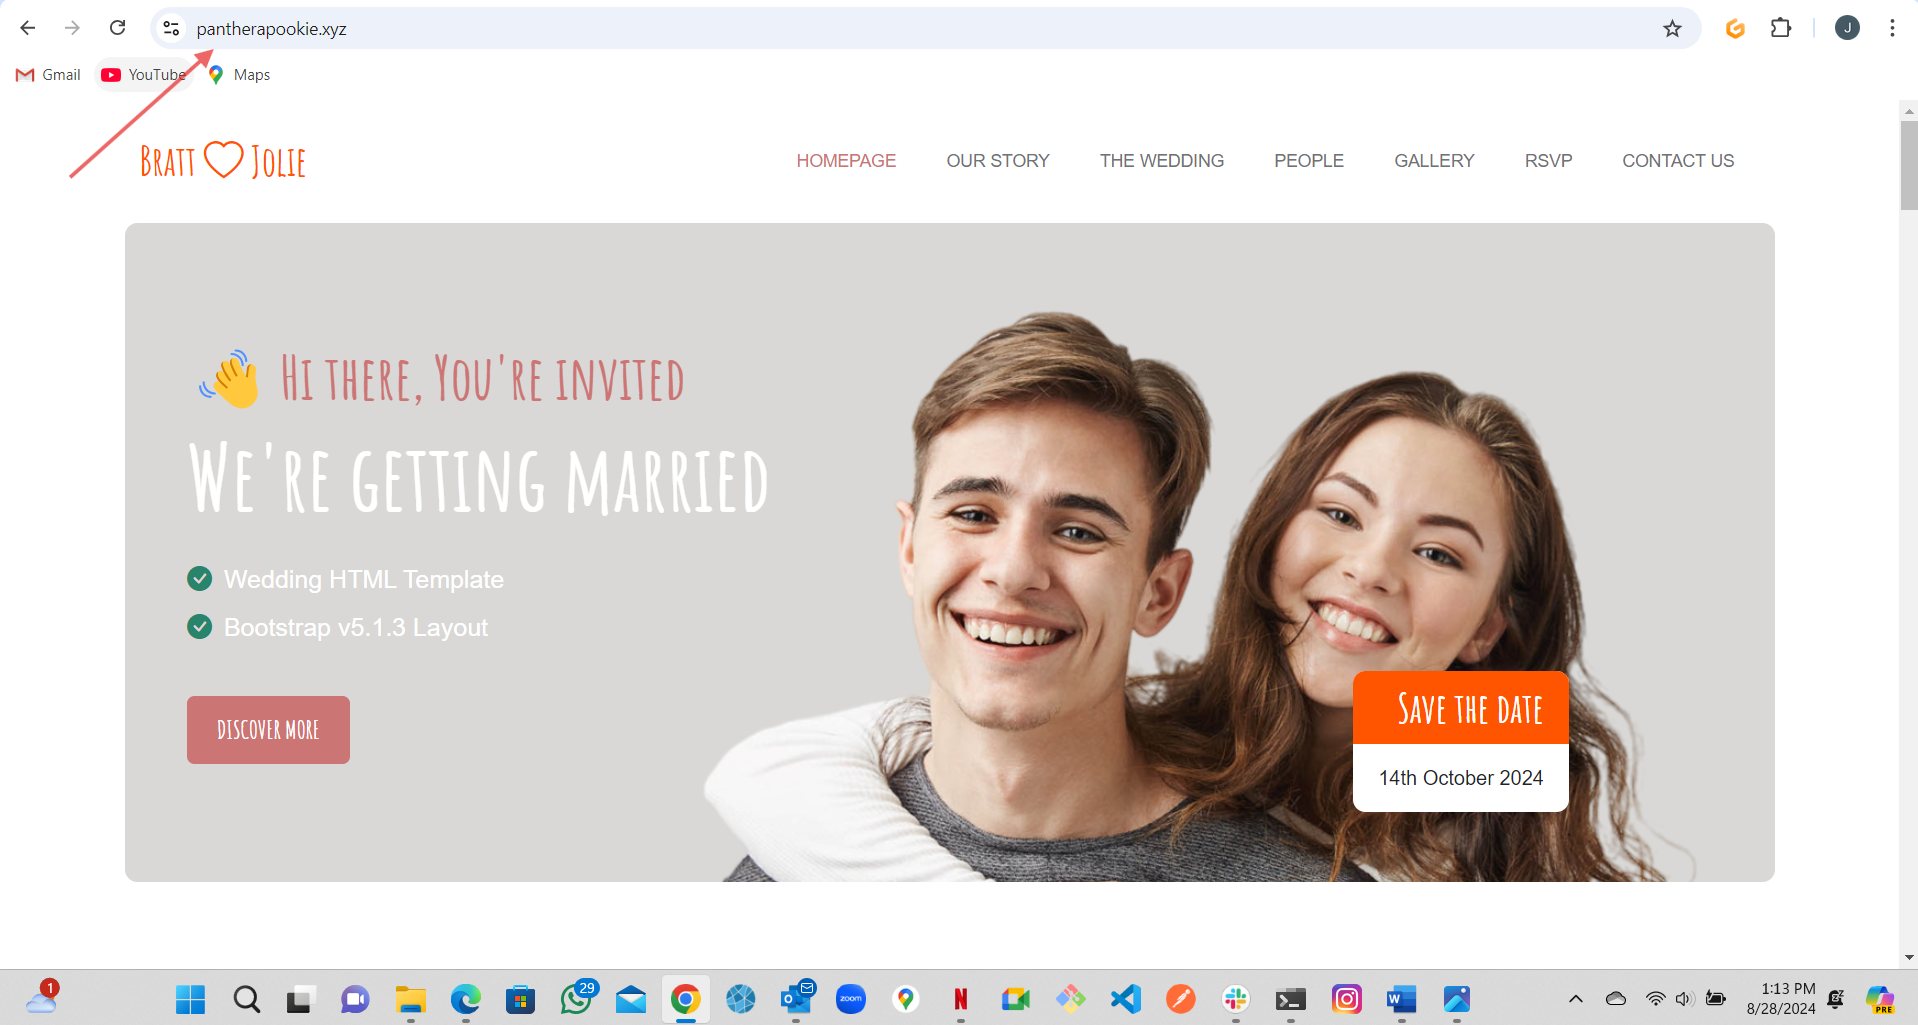 pantherapookie.xyz
J
Gmail YouTube Maps
Bratt Jolie
HOMEPAGE OUR STORY THE WEDDING PEOPLE GALLERY RSVP CONTACT US
Hi there, You're invited
We're getting married
Wedding HTML Template
Bootstrap v5.1.3 Layout
DISCOVER MORE
Save the date
14th October 2024
1
29
zoom
N
W
1:13 PM
8/28/2024
PRE